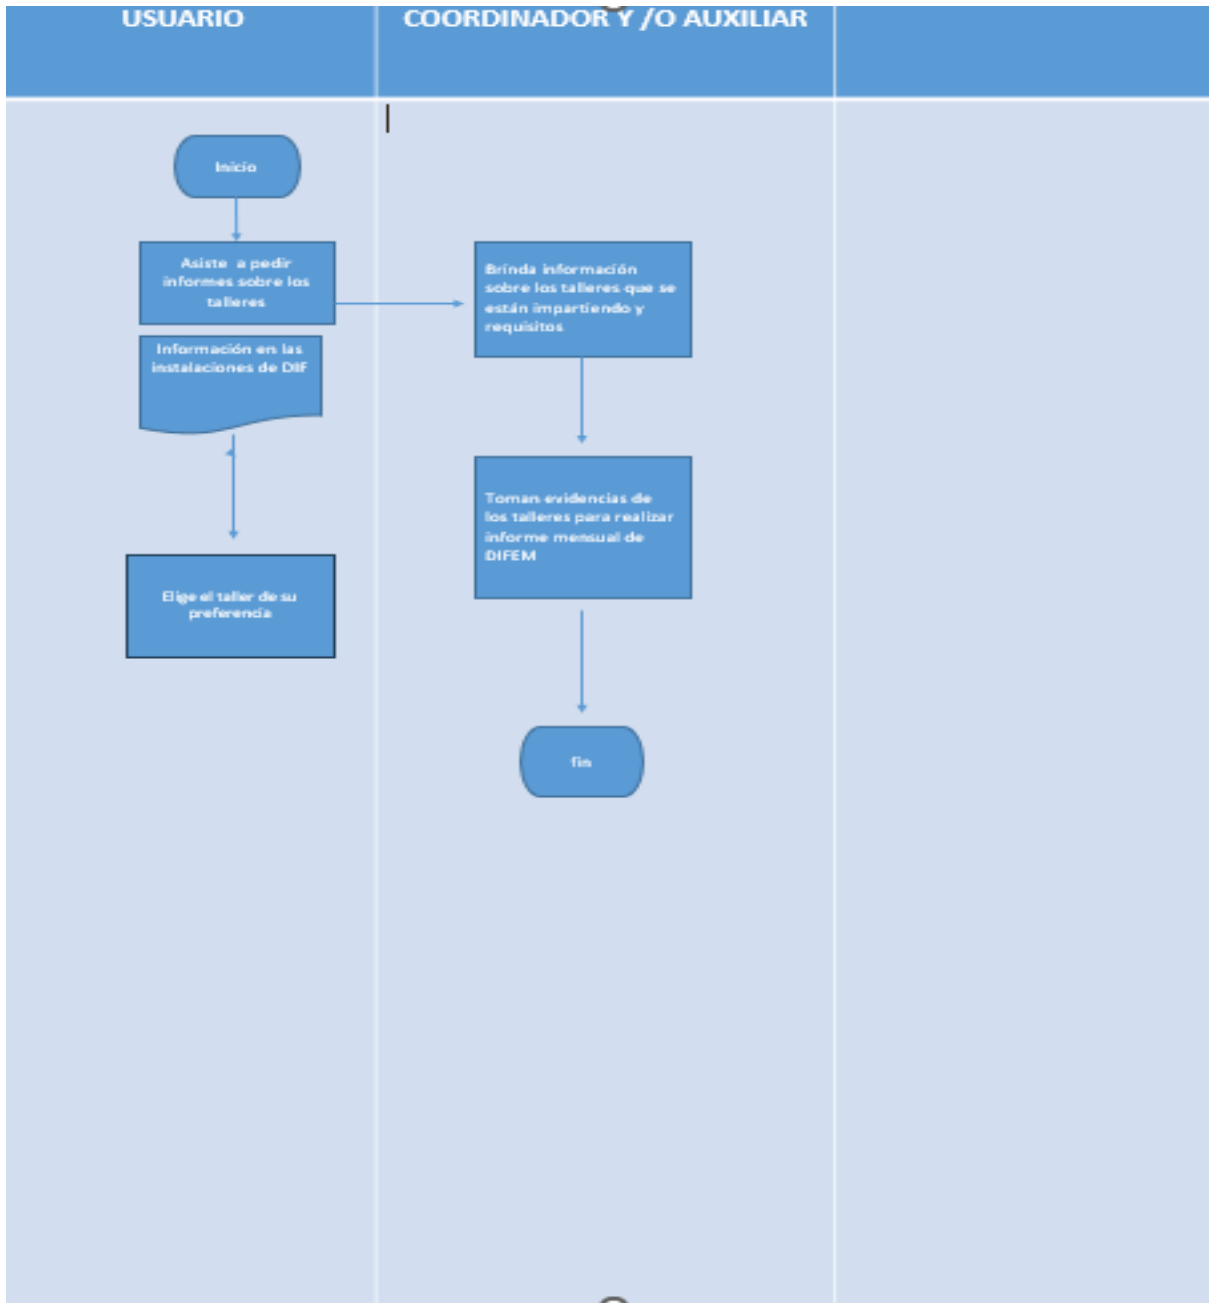 USUARIO
COORDINADOR Y /O AUXILIAR
Inicio
Asiste a pedir
informes sobre los
talleres
Información en las
instalaciones de DIF
Elige el taller de su
preferencia
Brinda información
sobre los talleres que se
están impartiendo y
requisitos
Toman evidencias de
los talleres para realizar
informe mensual de
DIFEM
fin